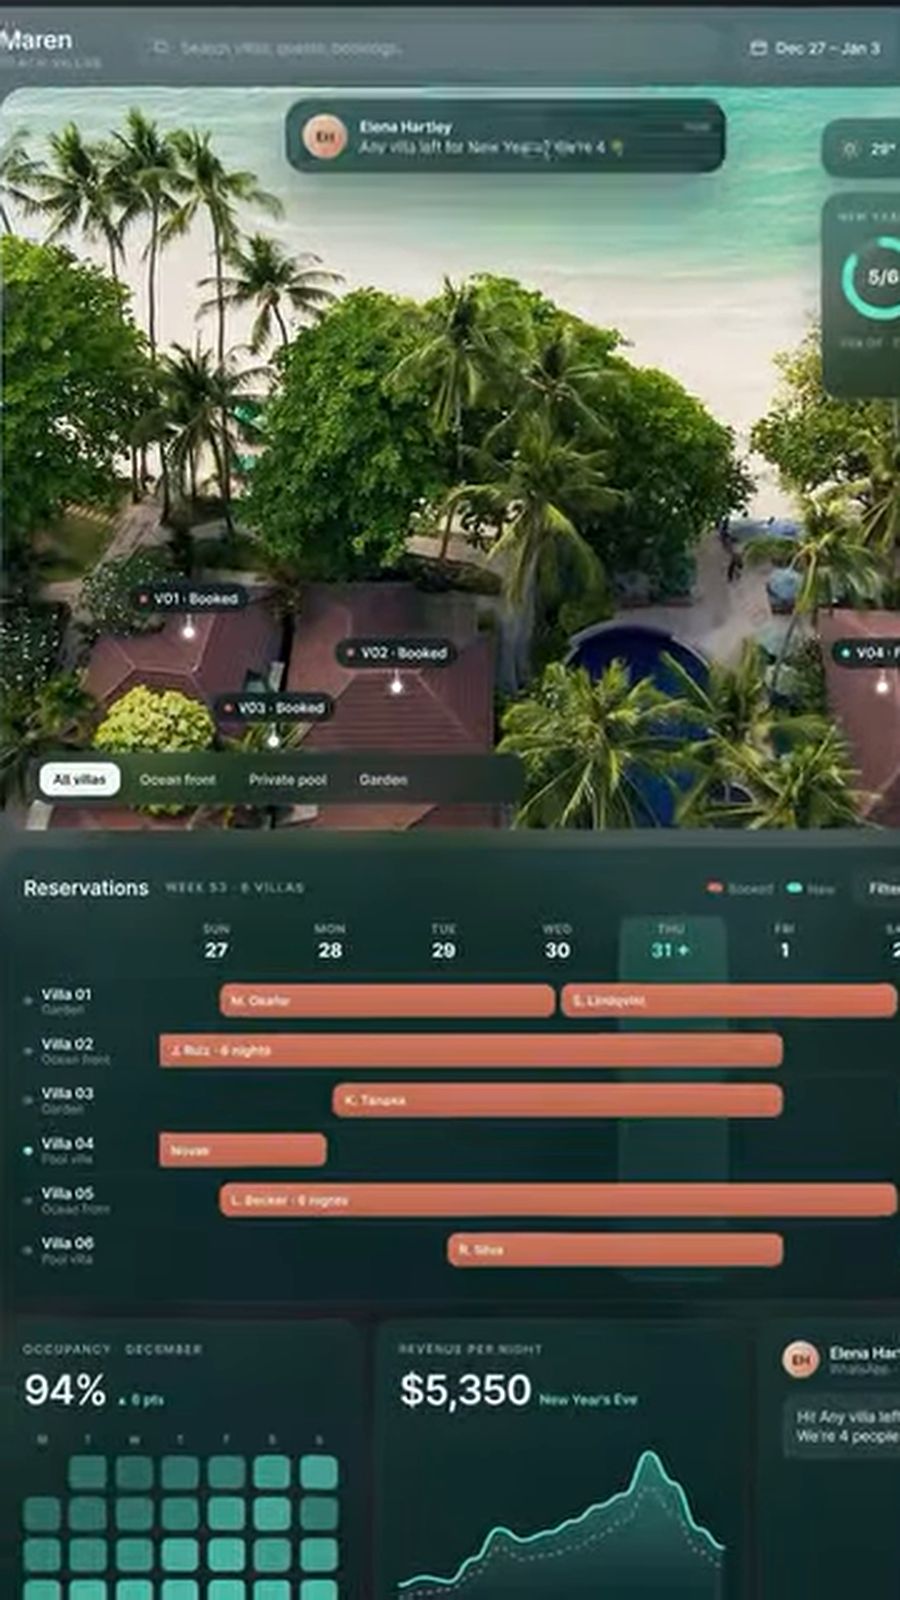 Maren
BEACH VILLAS
Search villas, guests, bookings...
Dec 27 – Jan 3
EH
Elena Hartley
Any villa left for New Year? We're 4
29°
5/6
V01 · Booked
V02 · Booked
V03 · Booked
V04 · F
All villas
Ocean front
Private pool
Garden
Reservations
WEEK 53 · 6 VILLAS
Booked
New
Filter
SUN
27
MON
28
TUE
29
WED
30
THU
31
FRI
1
Villa 01
Garden
M. Okafor
S. Lindqvist
Villa 02
Ocean front
J. Ruiz · 6 nights
Villa 03
Garden
K. Tanaka
Villa 04
Pool villa
Novak
Villa 05
Ocean front
L. Becker · 6 nights
Villa 06
Pool villa
R. Silva
OCCUPANCY · DECEMBER
94%
▲ 6 pts
M T W T F S S
REVENUE PER NIGHT
$5,350
New Year's Eve
EH
Elena Har
WhatsApp
Hi! Any villa left
We're 4 people